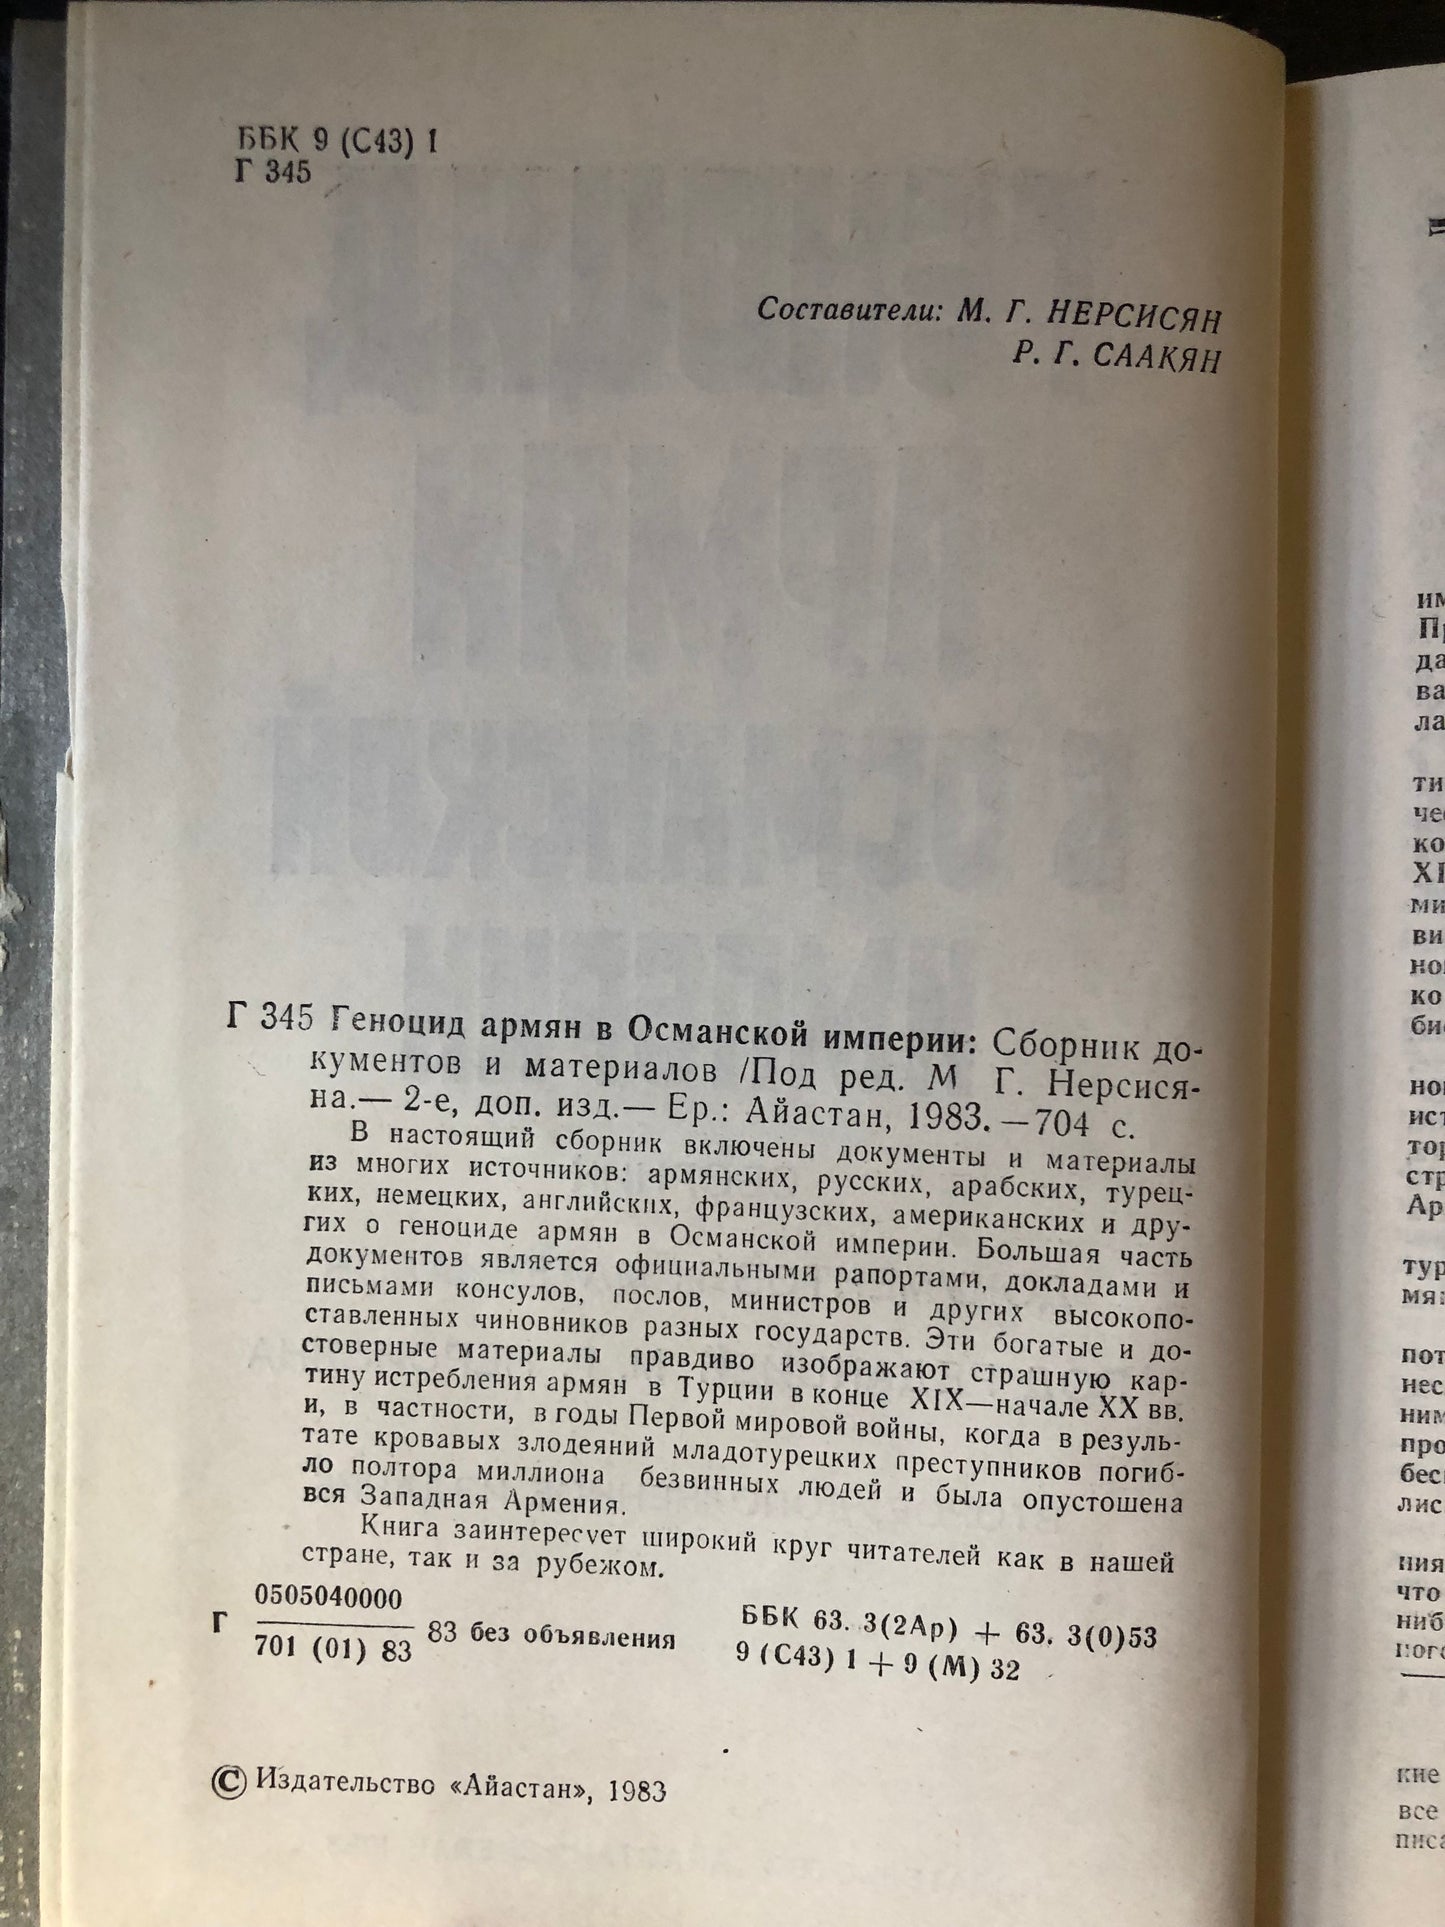 ББК 9 (С43) 1
Г 345
Составители: М. Г. НЕРСИСЯН
Р. Г. СААКЯН
Г 345 Геноцид армян в Османской империи: Сборник до-
кументов и материалов /Под ред. М Г. Нерсися-
на.— 2-е, доп. изд.— Ер.: Айастан, 1983. — 704 с.
В настоящий сборник включены документы и материалы
из многих источников: армянских, русских, арабских, турец-
ких, немецких, английских, французских, американских и дру-
гих о геноциде армян в Османской империи. Большая часть
документов является официальными рапортами, докладами и
письмами консулов, послов, министров и других высокопо-
ставленных чиновников разных государств. Эти богатые и до-
стоверные материалы правдиво изображают страшную кар-
тину истребления армян в Турции в конце XIX—начале XX вв.
и, в частности, в годы Первой мировой войны, когда в резуль-
тате кровавых злодеяний младотурецких преступников погиб-
ло полтора миллиона безвинных людей и была опустошена
вся Западная Армения.
Книга заинтересует широкий круг читателей как в нашей
стране, так и за рубежом.
Г 0505040000
701 (01) 83 83 без объявления
ББК 63. 3(2Ар) + 63. 3(0)53
9 (С43) 1 + 9 (М) 32
© Издательство «Айастан», 1983